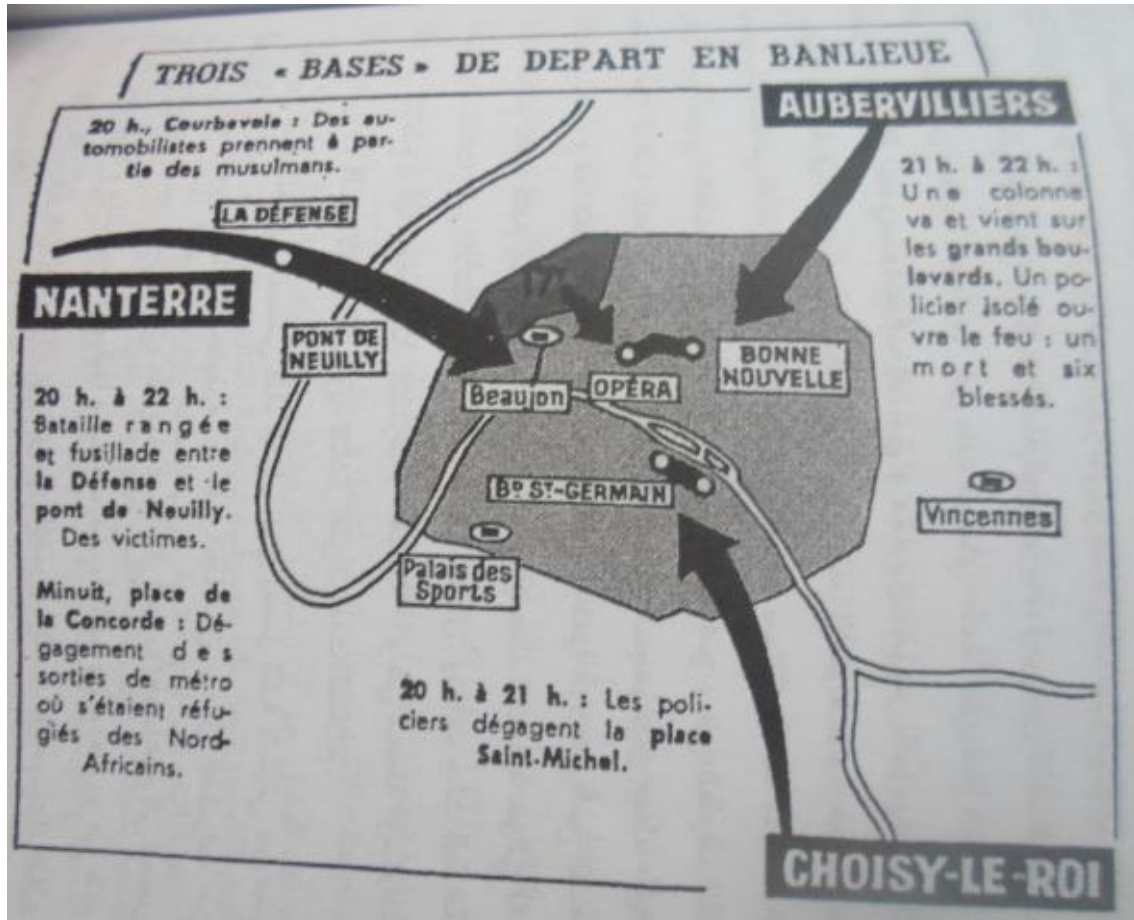 TROIS « BASES » DE DEPART EN BANLIEUE
20 h., Courbevoie : Des au-
tomobilistes prennent à par-
tie des musulmans.
LA DÉFENSE
NANTERRE
20 h. à 22 h. :
Bataille rangée
et fusillade entre
la Défense et le
pont de Neuilly.
Des victimes.
Minuit, place de
la Concorde : Dé-
gagement des
sorties de métro
où s'étaient réfu-
giés des Nord-
Africains.
PONT DE
NEUILLY
17e
Beaujon
OPÉRA
BONNE
NOUVELLE
BD ST-GERMAIN
Palais des
Sports
20 h. à 21 h. : Les poli-
ciers dégagent la place
Saint-Michel.
AUBERVILLIERS
21 h. à 22 h. :
Une colonne
va et vient sur
les grands bou-
levards. Un po-
licier isolé ou-
vre le feu : un
mort et six
blessés.
Vincennes
CHOISY-LE-ROI